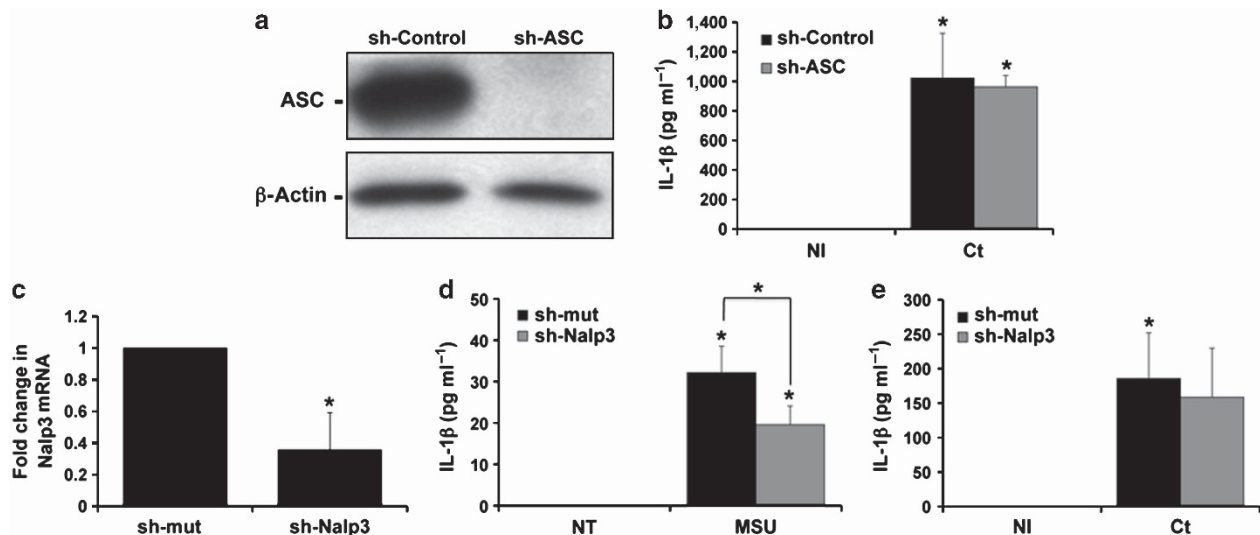 a
sh-Control sh-ASC
ASC -
β-Actin -
b
IL-1β (pg ml⁻¹)
1,400
1,200
1,000
800
600
400
200
0
sh-Control
sh-ASC
*
*
NI Ct
c
Fold change in
Nalp3 mRNA
1.2
1
0.8
0.6
0.4
0.2
0
*
sh-mut sh-Nalp3
d
IL-1β (pg ml⁻¹)
50
40
30
20
10
0
sh-mut
sh-Nalp3
*
*
*
NT MSU
e
IL-1β (pg ml⁻¹)
300
250
200
150
100
50
0
sh-mut
sh-Nalp3
*
NI Ct